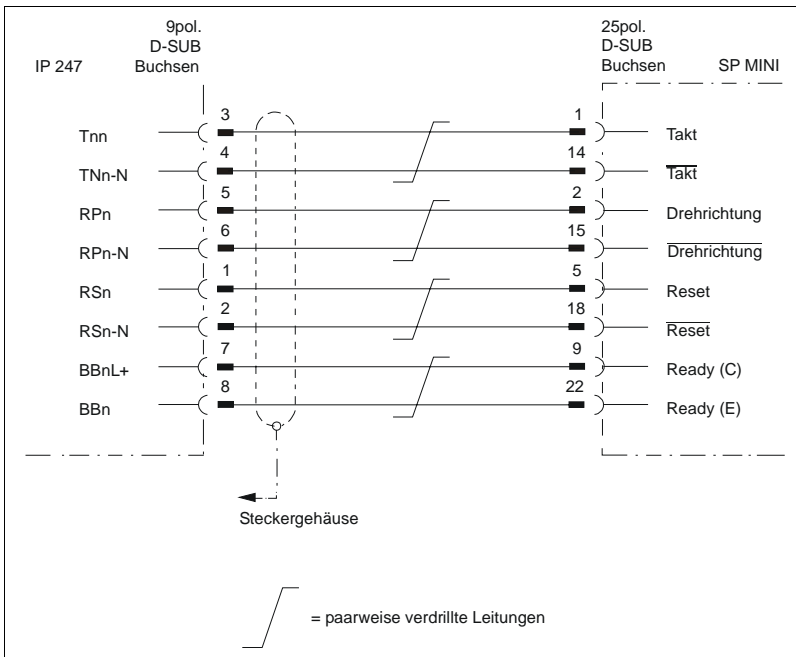 9pol.
D-SUB
Buchsen
IP 247
25pol.
D-SUB
Buchsen
SP MINI
Tnn 3 1 Takt
TNn-N 4 14 Takt
RPn 5 2 Drehrichtung
RPn-N 6 15 Drehrichtung
RSn 1 5 Reset
RSn-N 2 18 Reset
BBnL+ 7 9 Ready (C)
BBn 8 22 Ready (E)
Steckergehäuse
= paarweise verdrillte Leitungen